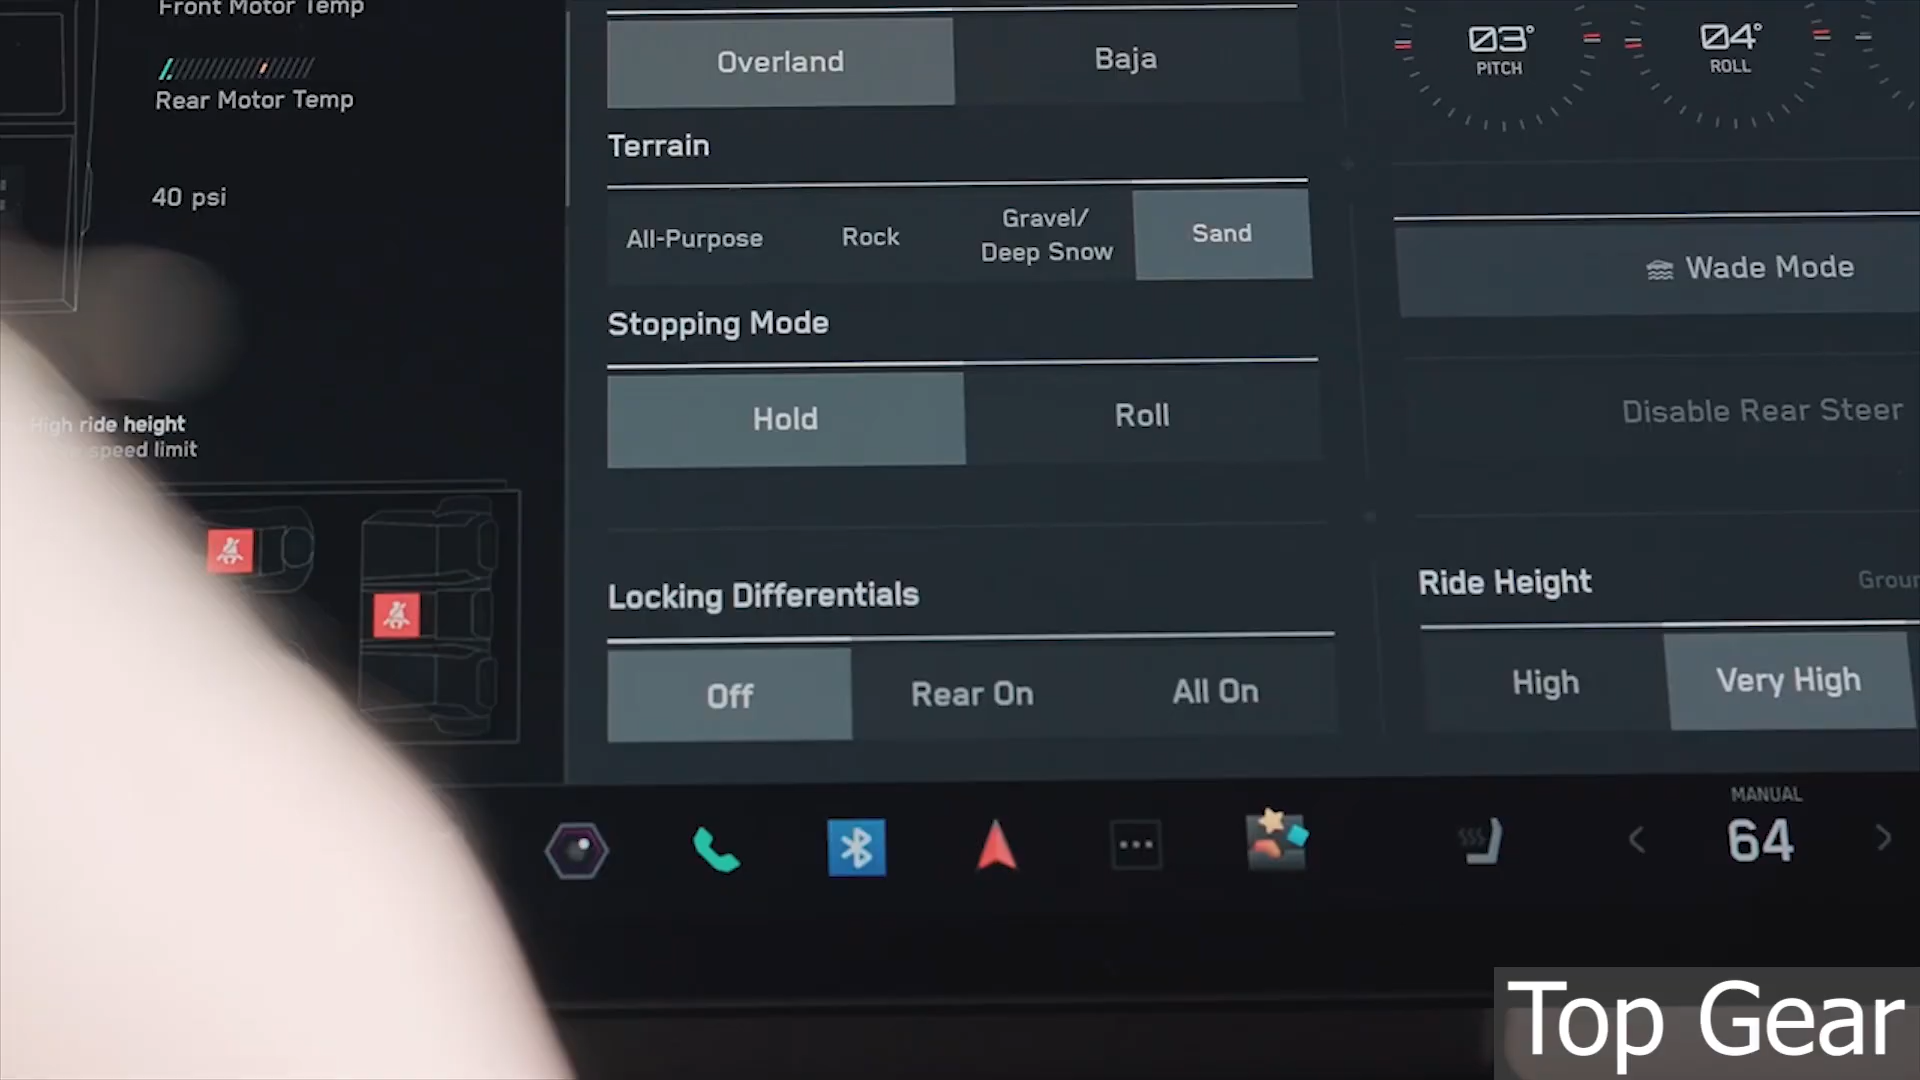 Front Motor Temp
Rear Motor Temp
40 psi
High ride height
speed limit
Overland
Baja
Terrain
All-Purpose
Rock
Gravel/
Deep Snow
Sand
Stopping Mode
Hold
Roll
Locking Differentials
Off
Rear On
All On
03°
PITCH
04°
ROLL
Wade Mode
Disable Rear Steer
Ride Height
High
Very High
MANUAL
< 64 >
Top Gear